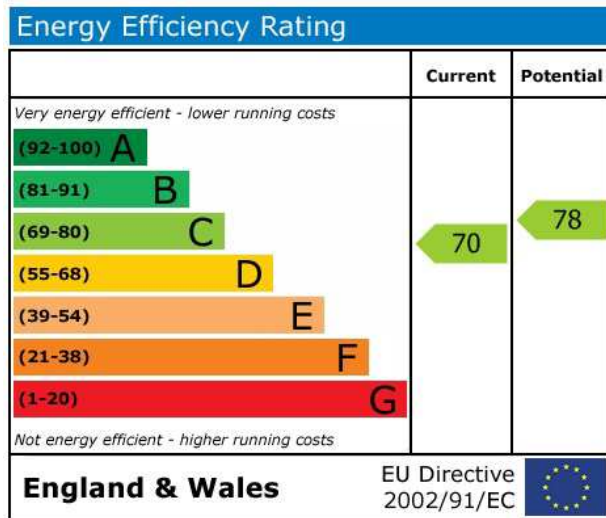 Energy Efficiency Rating
Current Potential
Very energy efficient - lower running costs
(92-100) A
(81-91) B
(69-80) C
70
78
(55-68) D
(39-54) E
(21-38) F
(1-20) G
Not energy efficient - higher running costs
England & Wales
EU Directive
2002/91/EC